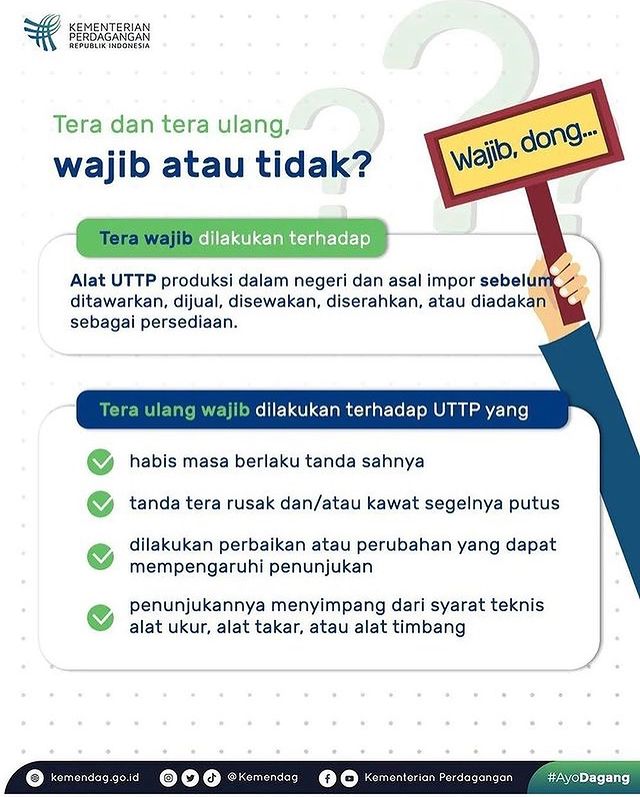 KEMENTERIAN
PERDAGANGAN
REPUBLIK INDONESIA
Tera dan tera ulang,
wajib atau tidak?
Wajib, dong...
Tera wajib dilakukan terhadap
Alat UTTP produksi dalam negeri dan asal impor sebelum
ditawarkan, dijual, disewakan, diserahkan, atau diadakan
sebagai persediaan.
Tera ulang wajib dilakukan terhadap UTTP yang
habis masa berlaku tanda sahnya
tanda tera rusak dan/atau kawat segelnya putus
dilakukan perbaikan atau perubahan yang dapat
mempengaruhi penunjukan
penunjukannya menyimpang dari syarat teknis
alat ukur, alat takar, atau alat timbang
kemendag.go.id @Kemendag Kementerian Perdagangan #AyoDagang